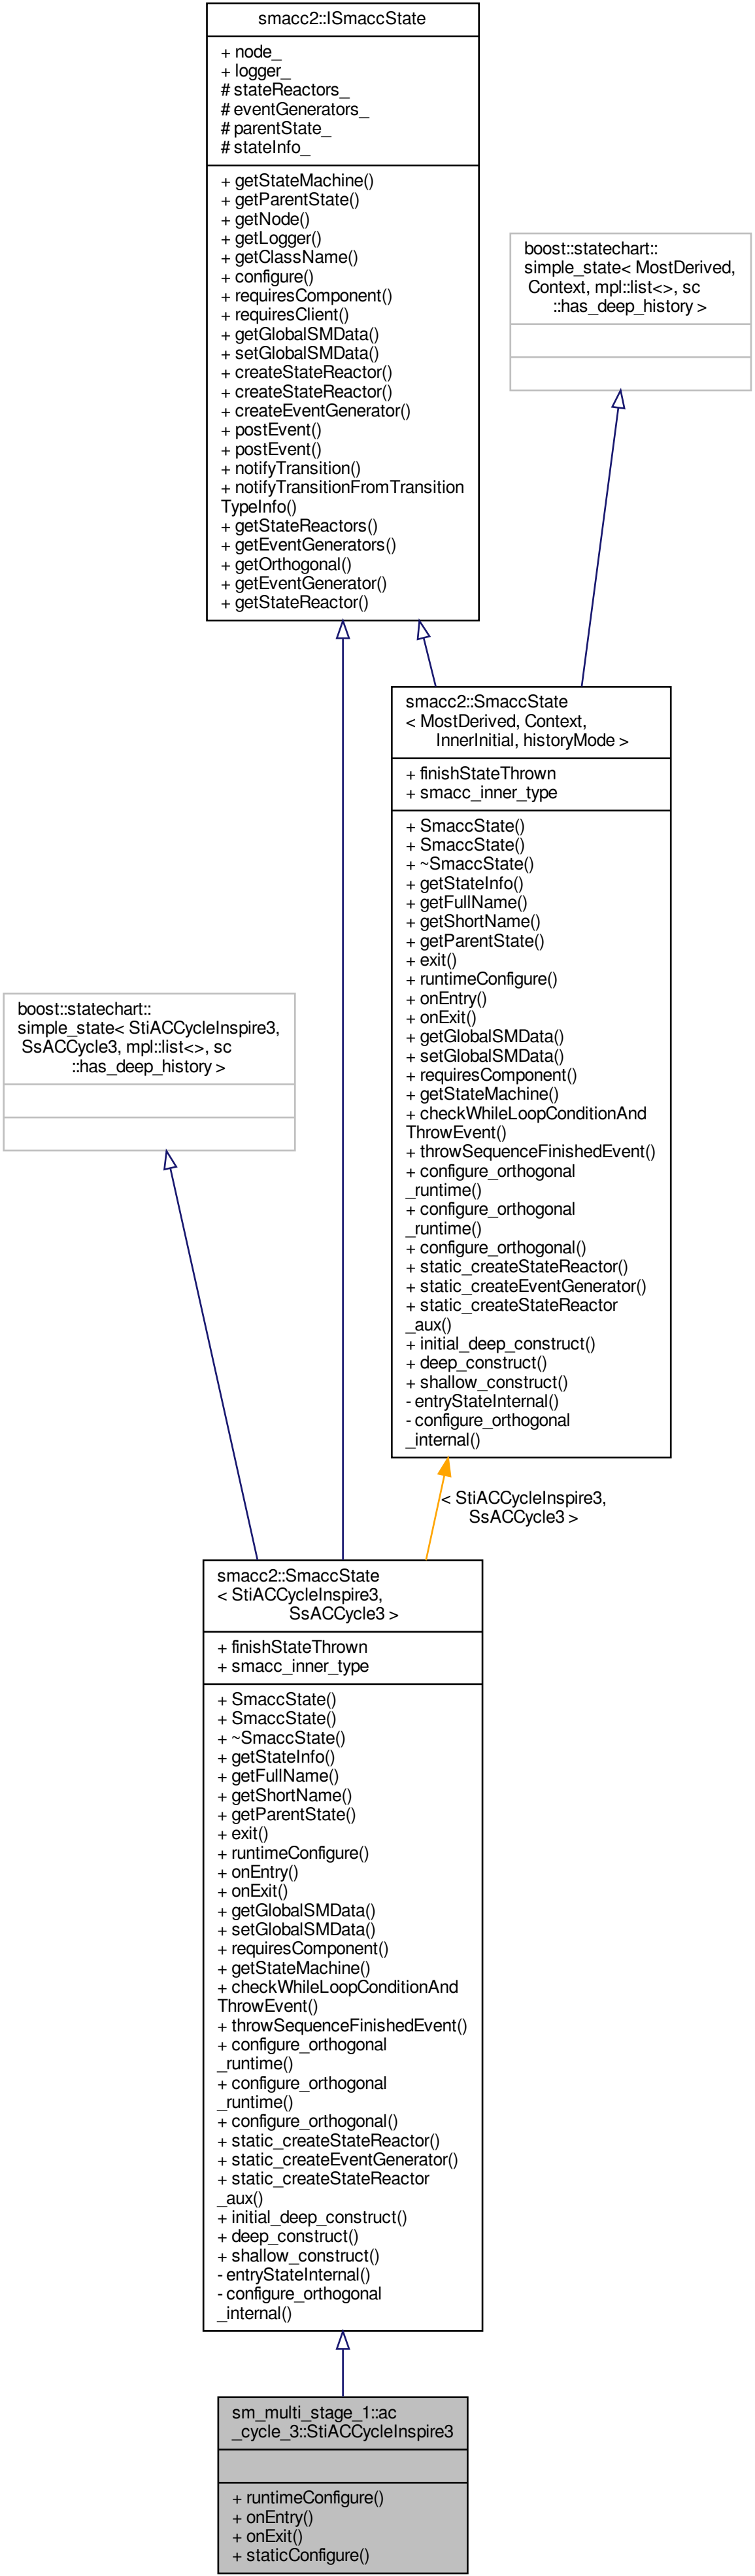 smacc2::ISmaccState
+ node_
+ logger_
# stateReactors_
# eventGenerators_
# parentState_
# stateInfo_
+ getStateMachine()
+ getParentState()
+ getNode()
+ getLogger()
+ getClassName()
+ configure()
+ requiresComponent()
+ requiresClient()
+ getGlobalSMData()
+ setGlobalSMData()
+ createStateReactor()
+ createStateReactor()
+ createEventGenerator()
+ postEvent()
+ postEvent()
+ notifyTransition()
+ notifyTransitionFromTransition
TypeInfo()
+ getStateReactors()
+ getEventGenerators()
+ getOrthogonal()
+ getEventGenerator()
+ getStateReactor()
boost::statechart::
simple_state< MostDerived,
Context, mpl::list<>, sc
::has_deep_history >
smacc2::SmaccState
< MostDerived, Context,
InnerInitial, historyMode >
+ finishStateThrown
+ smacc_inner_type
+ SmaccState()
+ SmaccState()
+ ~SmaccState()
+ getStateInfo()
+ getFullName()
+ getShortName()
+ getParentState()
+ exit()
+ runtimeConfigure()
+ onEntry()
+ onExit()
+ getGlobalSMData()
+ setGlobalSMData()
+ requiresComponent()
+ getStateMachine()
+ checkWhileLoopConditionAnd
ThrowEvent()
+ throwSequenceFinishedEvent()
+ configure_orthogonal
_runtime()
+ configure_orthogonal
_runtime()
+ configure_orthogonal()
+ static_createStateReactor()
+ static_createEventGenerator()
+ static_createStateReactor
_aux()
+ initial_deep_construct()
+ deep_construct()
+ shallow_construct()
- entryStateInternal()
- configure_orthogonal
_internal()
boost::statechart::
simple_state< StiACCycleInspire3,
SsACCycle3, mpl::list<>, sc
::has_deep_history >
< StiACCycleInspire3,
SsACCycle3 >
smacc2::SmaccState
< StiACCycleInspire3,
SsACCycle3 >
+ finishStateThrown
+ smacc_inner_type
+ SmaccState()
+ SmaccState()
+ ~SmaccState()
+ getStateInfo()
+ getFullName()
+ getShortName()
+ getParentState()
+ exit()
+ runtimeConfigure()
+ onEntry()
+ onExit()
+ getGlobalSMData()
+ setGlobalSMData()
+ requiresComponent()
+ getStateMachine()
+ checkWhileLoopConditionAnd
ThrowEvent()
+ throwSequenceFinishedEvent()
+ configure_orthogonal
_runtime()
+ configure_orthogonal
_runtime()
+ configure_orthogonal()
+ static_createStateReactor()
+ static_createEventGenerator()
+ static_createStateReactor
_aux()
+ initial_deep_construct()
+ deep_construct()
+ shallow_construct()
- entryStateInternal()
- configure_orthogonal
_internal()
sm_multi_stage_1::ac
_cycle_3::StiACCycleInspire3
+ runtimeConfigure()
+ onEntry()
+ onExit()
+ staticConfigure()